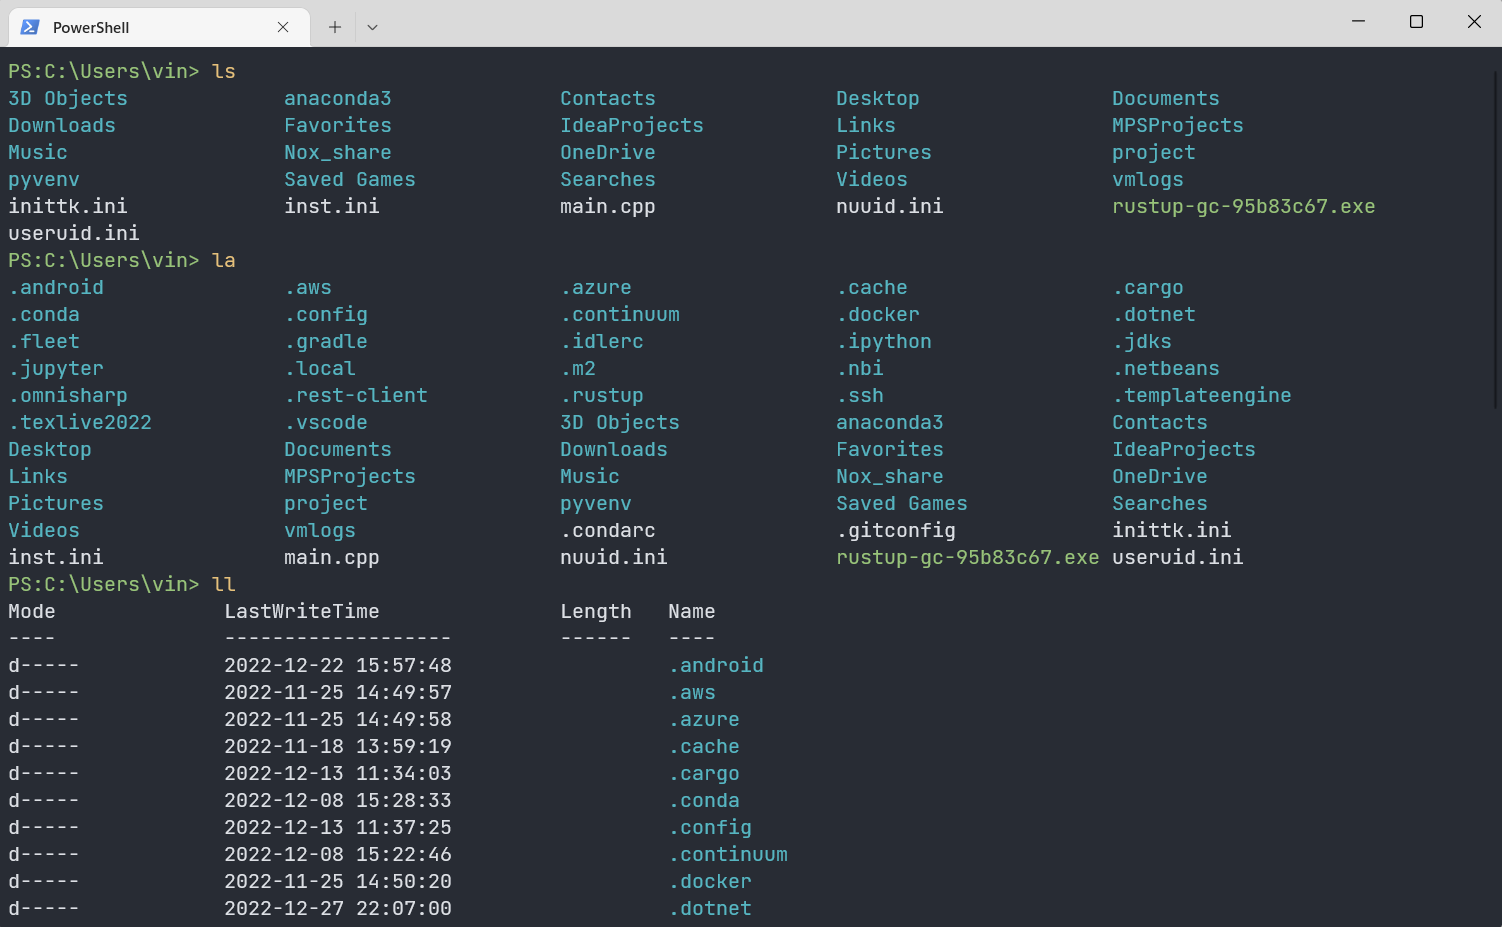 PowerShell
PS:C:\Users\vin> ls
3D Objects anaconda3 Contacts Desktop Documents
Downloads Favorites IdeaProjects Links MPSProjects
Music Nox_share OneDrive Pictures project
pyvenv Saved Games Searches Videos vmlogs
inittk.ini inst.ini main.cpp nuuid.ini rustup-gc-95b83c67.exe
useruid.ini
PS:C:\Users\vin> la
.android .aws .azure .cache .cargo
.conda .config .continuum .docker .dotnet
.fleet .gradle .idlerc .ipython .jdks
.jupyter .local .m2 .nbi .netbeans
.omnisharp .rest-client .rustup .ssh .templateengine
.texlive2022 .vscode 3D Objects anaconda3 Contacts
Desktop Documents Downloads Favorites IdeaProjects
Links MPSProjects Music Nox_share OneDrive
Pictures project pyvenv Saved Games Searches
Videos vmlogs .condarc .gitconfig inittk.ini
inst.ini main.cpp nuuid.ini rustup-gc-95b83c67.exe useruid.ini
PS:C:\Users\vin> ll
Mode LastWriteTime Length Name
---- ------------------- ------ ----
d----- 2022-12-22 15:57:48 .android
d----- 2022-11-25 14:49:57 .aws
d----- 2022-11-25 14:49:58 .azure
d----- 2022-11-18 13:59:19 .cache
d----- 2022-12-13 11:34:03 .cargo
d----- 2022-12-08 15:28:33 .conda
d----- 2022-12-13 11:37:25 .config
d----- 2022-12-08 15:22:46 .continuum
d----- 2022-11-25 14:50:20 .docker
d----- 2022-12-27 22:07:00 .dotnet